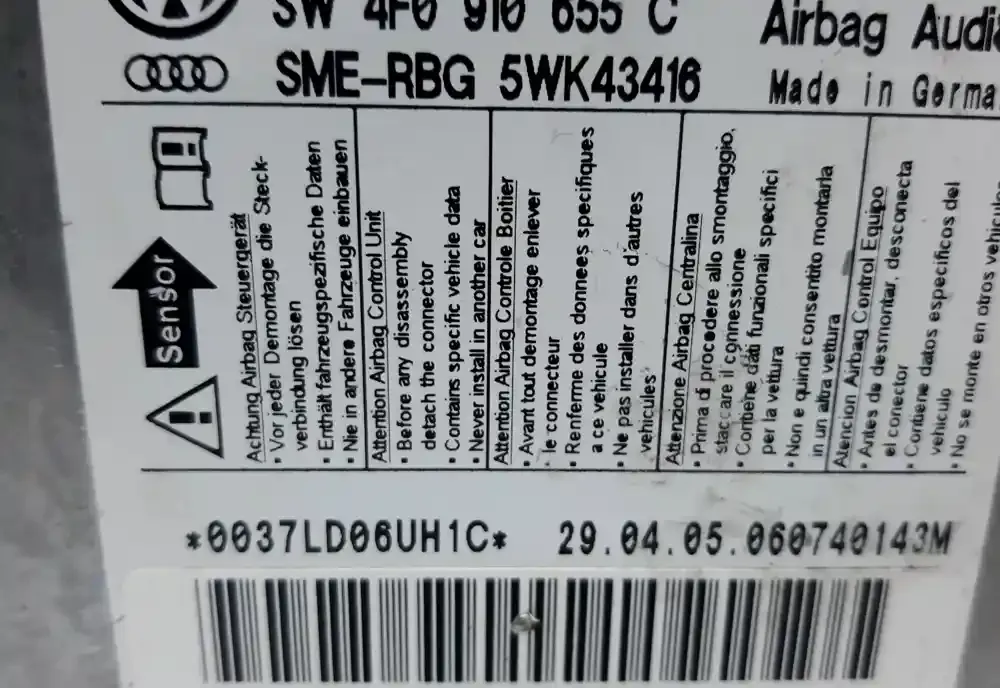 SW 4F0 910 655 C
Airbag Audi
SME-RBG 5WK43416
Made in Germa
Sensor
Achtung Airbag Steuergerät
• Vor jeder Demontage die Steck-
verbindung lösen
• Enthält fahrzeugspezifische Daten
• Nie in andere Fahrzeuge einbauen
Attention Airbag Control Unit
• Before any disassembly
detach the connector
• Contains specific vehicle data
• Never install in another car
Attention Airbag Controle Boitier
• Avant tout demontage enlever
le connecteur
• Renferme des donnees specifiques
a ce vehicule
• Ne pas installer dans d'autres
vehicules
Attenzione Airbag Centralina
• Prima di procedere allo smontaggio,
staccare il connessione
• Contiene dati funzionali specifici
per la vettura
• Non e quindi consentito montarla
in un altra vettura
Atencion Airbag Control Equipo
• Antes de desmontar, desconecta
el conector
• Contiene datos especificos del
vehiculo
• No se monte en otros vehiculos
*0037LD06UH1C* 29.04.05.060740143M